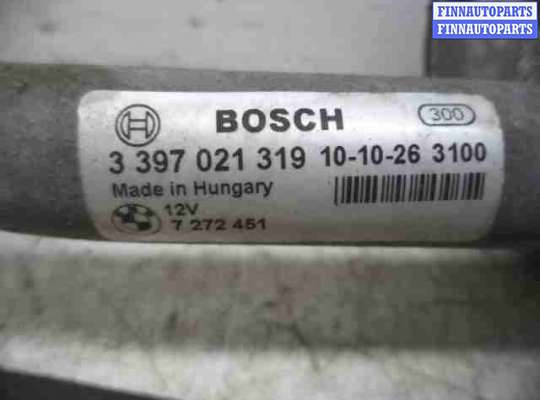 FINNAUTOPARTS
FINNAUTOPARTS
BOSCH
300
3 397 021 319 10-10-26 3100
Made in Hungary
12V
7 272 451